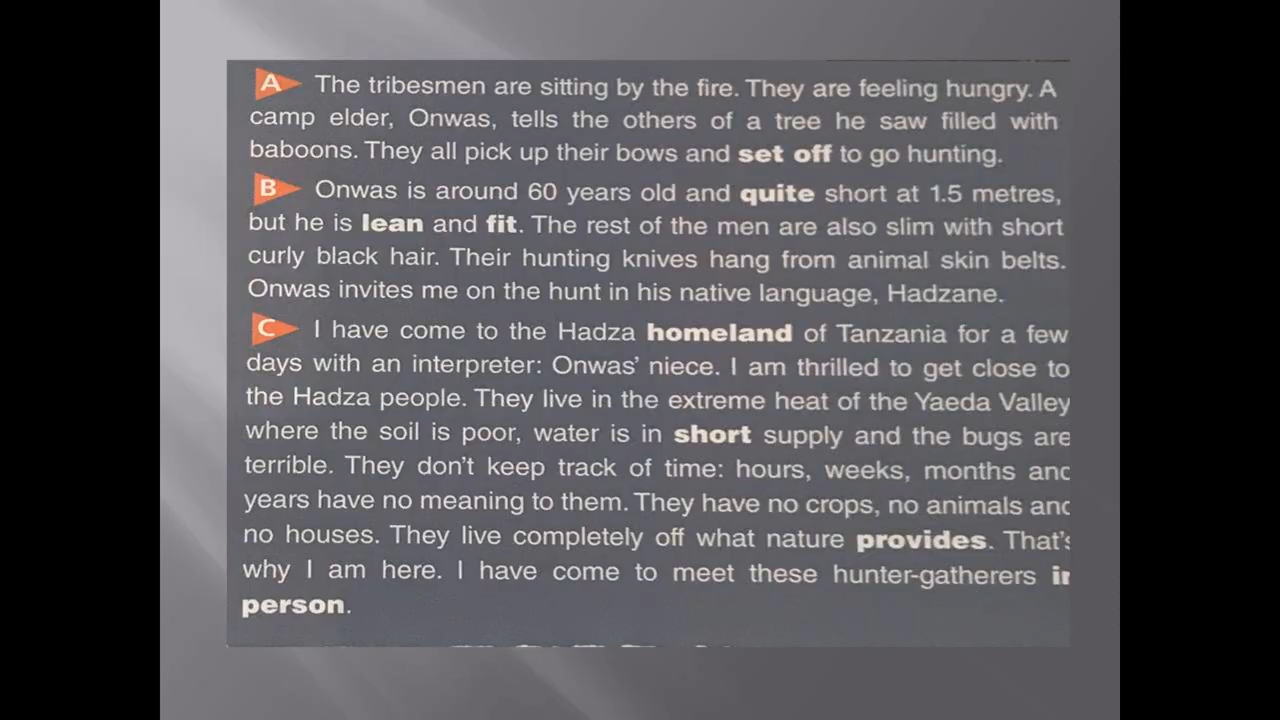 A The tribesmen are sitting by the fire. They are feeling hungry. A
camp elder, Onwas, tells the others of a tree he saw filled with
baboons. They all pick up their bows and set off to go hunting.
B Onwas is around 60 years old and quite short at 1.5 metres,
but he is lean and fit. The rest of the men are also slim with short
curly black hair. Their hunting knives hang from animal skin belts.
Onwas invites me on the hunt in his native language, Hadzane.
C I have come to the Hadza homeland of Tanzania for a few
days with an interpreter: Onwas' niece. I am thrilled to get close to
the Hadza people. They live in the extreme heat of the Yaeda Valley
where the soil is poor, water is in short supply and the bugs are
terrible. They don't keep track of time: hours, weeks, months and
years have no meaning to them. They have no crops, no animals and
no houses. They live completely off what nature provides. That's
why I am here. I have come to meet these hunter-gatherers in
person.